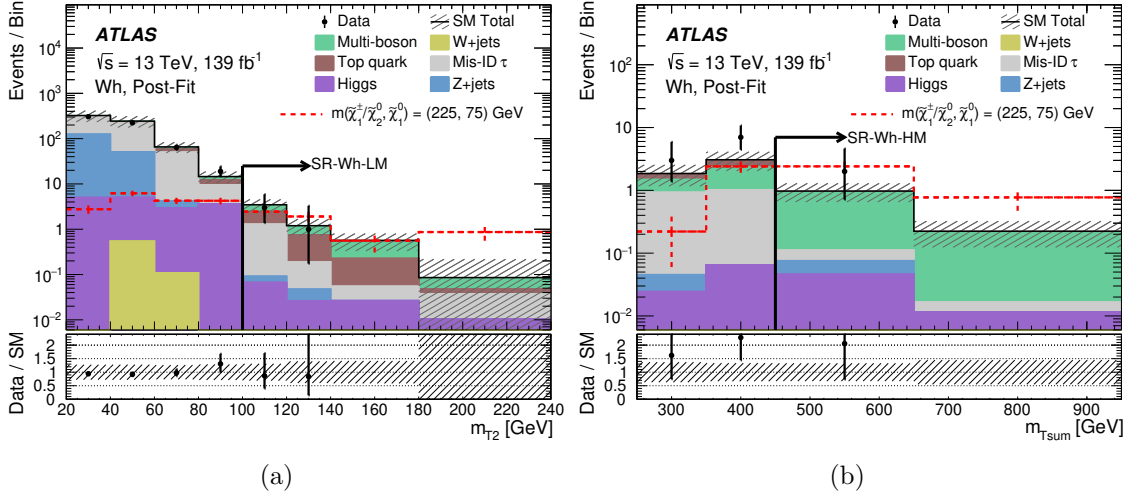 Events / Bin
ATLAS
√s = 13 TeV, 139 fb⁻¹
Wh, Post-Fit
Data
SM Total
Multi-boson
W+jets
Top quark
Mis-ID τ
Higgs
Z+jets
m(χ̃₁±/χ̃₂⁰, χ̃₁⁰) = (225, 75) GeV
SR-Wh-LM
10⁴
10³
10²
10
1
10⁻¹
10⁻²
Data / SM
2
1.5
1
0.5
0
20 40 60 80 100 120 140 160 180 200 220 240
m_T2 [GeV]
(a)
Events / Bin
ATLAS
√s = 13 TeV, 139 fb⁻¹
Wh, Post-Fit
Data
SM Total
Multi-boson
W+jets
Top quark
Mis-ID τ
Higgs
Z+jets
m(χ̃₁±/χ̃₂⁰, χ̃₁⁰) = (225, 75) GeV
SR-Wh-HM
10²
10
1
10⁻¹
10⁻²
Data / SM
2
1.5
1
0.5
0
300 400 500 600 700 800 900
m_Tsum [GeV]
(b)